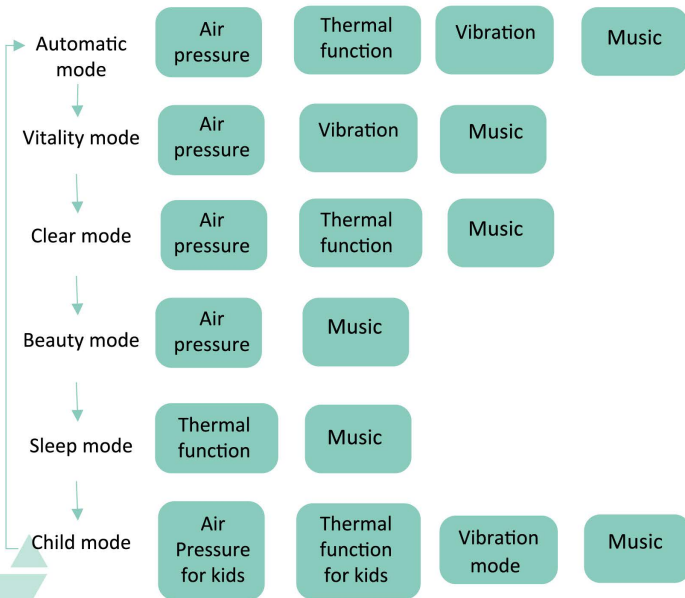 Automatic
mode
Air
pressure
Thermal
function
Vibration
Music
Vitality mode
Air
pressure
Vibration
Music
Clear mode
Air
pressure
Thermal
function
Music
Beauty mode
Air
pressure
Music
Sleep mode
Thermal
function
Music
Child mode
Air
Pressure
for kids
Thermal
function
for kids
Vibration
mode
Music